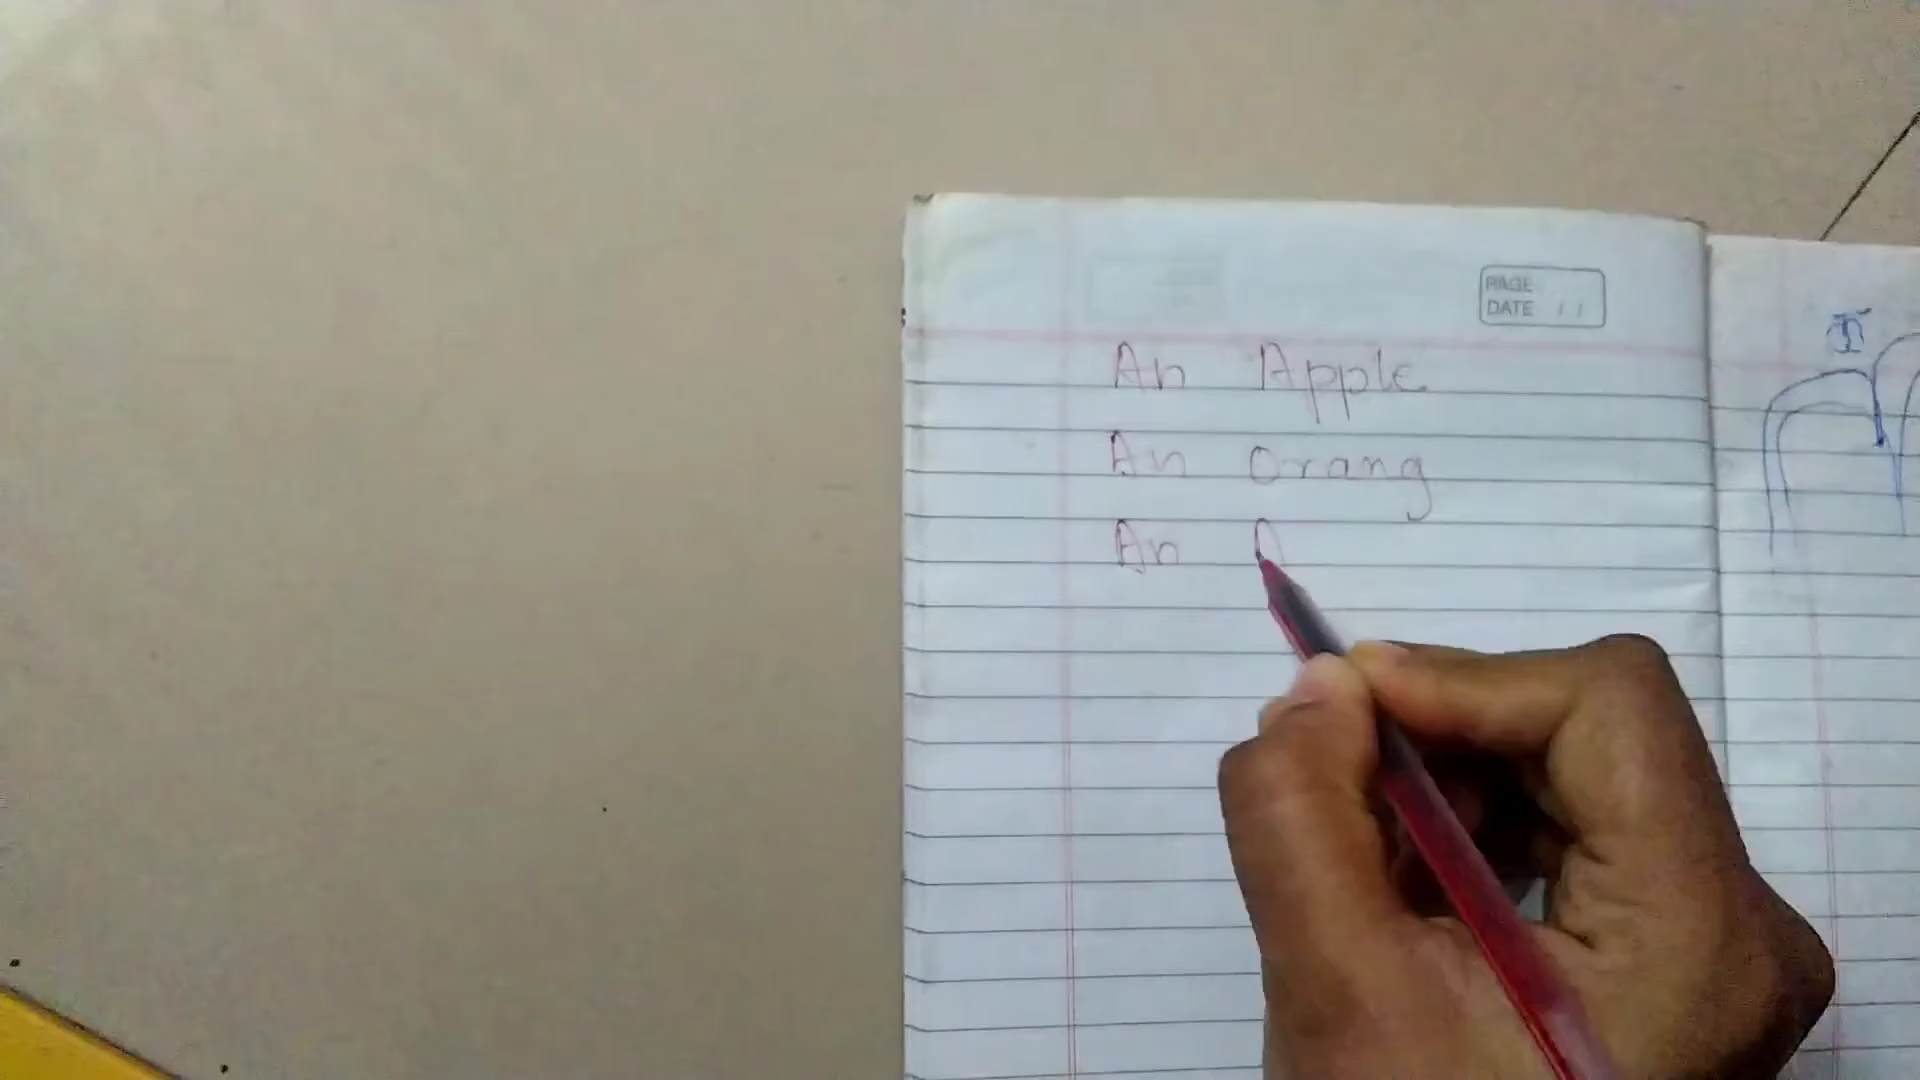 PAGE
DATE / /
An Apple
An Orang
An